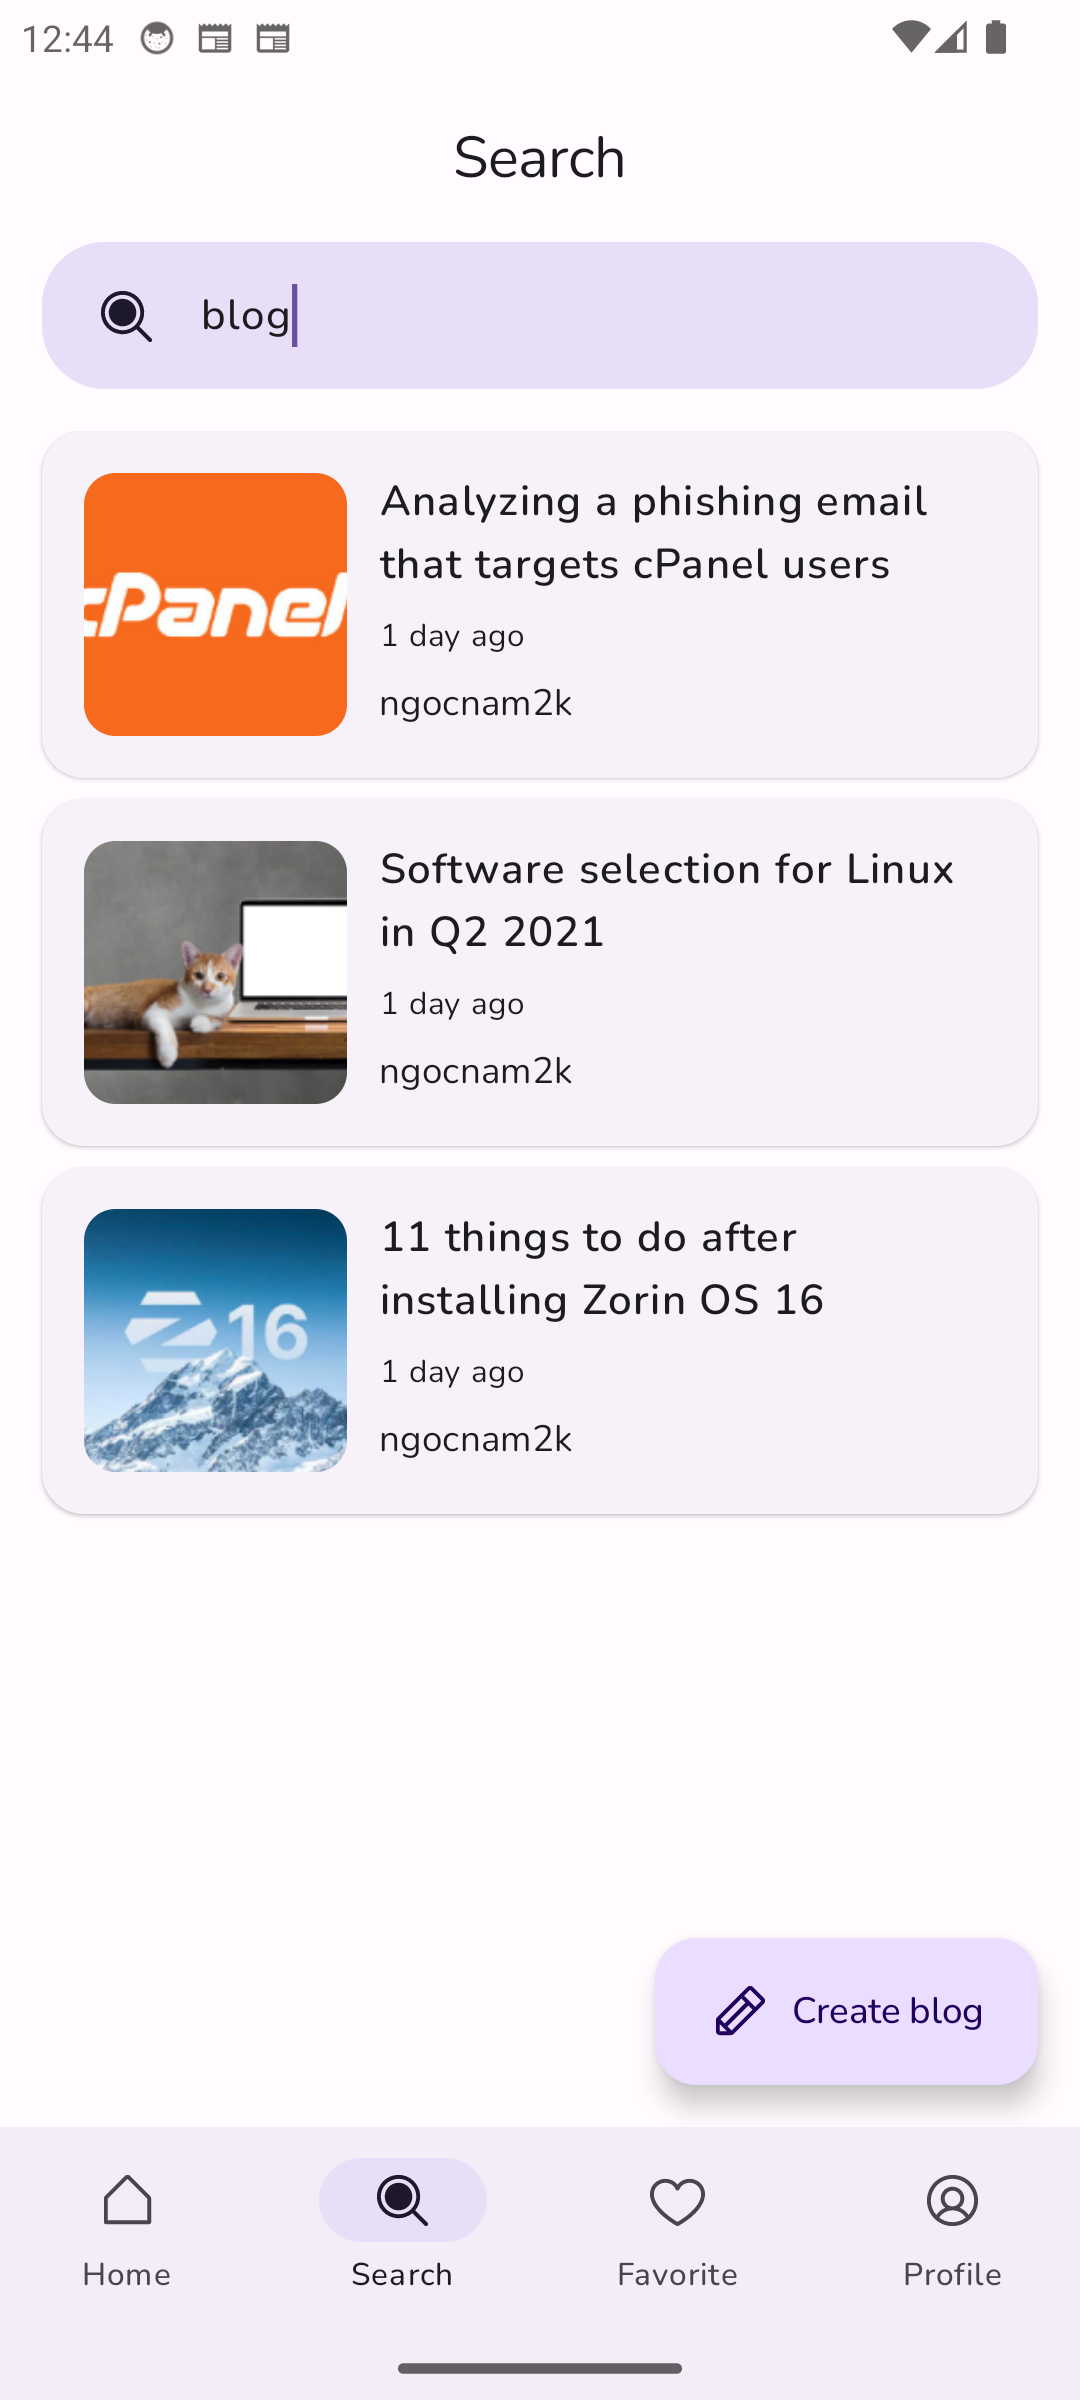 12:44
Search
blog
cPanel
Analyzing a phishing email
that targets cPanel users
1 day ago
ngocnam2k
Software selection for Linux
in Q2 2021
1 day ago
ngocnam2k
16
11 things to do after
installing Zorin OS 16
1 day ago
ngocnam2k
Create blog
Home
Search
Favorite
Profile